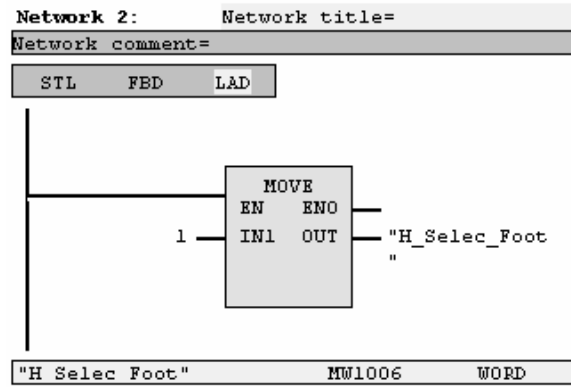 Network 2: Network title=
Network comment=
STL FBD LAD
MOVE
EN ENO
1 IN1 OUT "H_Selec_Foot
"
"H Selec Foot" MW1006 WORD